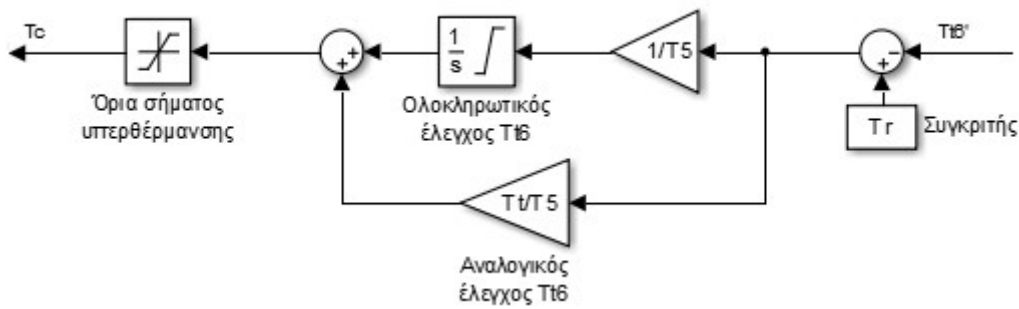 Tc
Tt6'
1
s
1/T5
Tr
Συγκριτής
Όρια σήματος
υπερθέρμανσης
Ολοκληρωτικός
έλεγχος Tt6
Tt/T5
Αναλογικός
έλεγχος Tt6